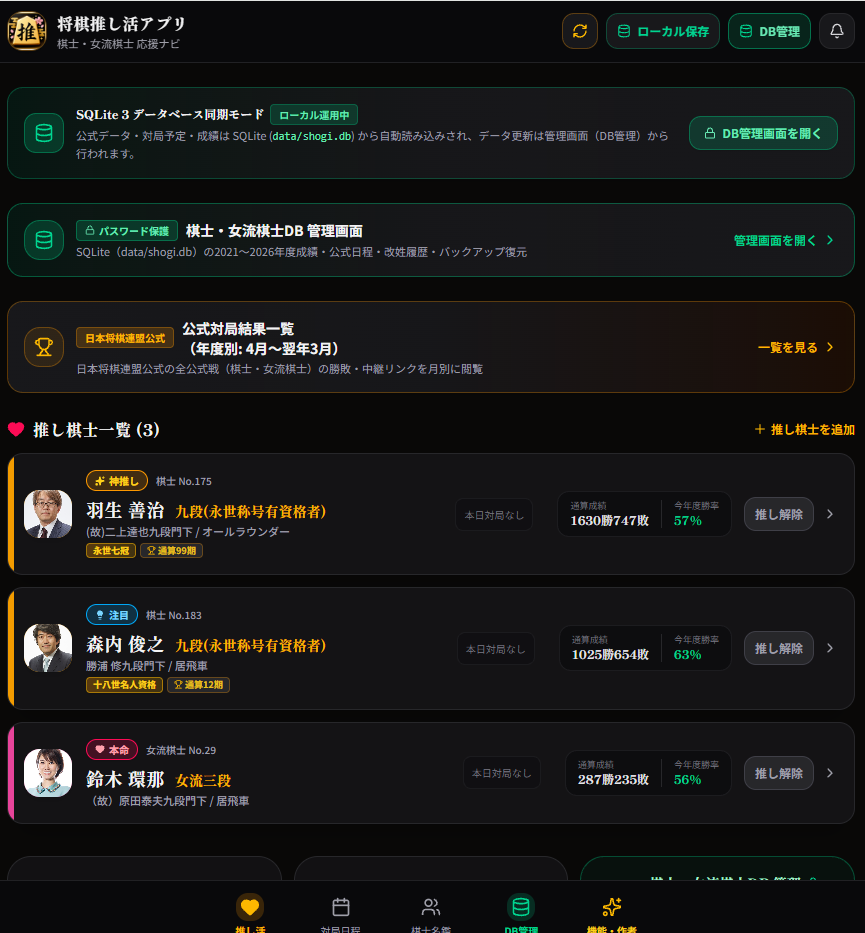 推
将棋推し活アプリ
棋士・女流棋士 応援ナビ
ローカル保存
DB管理
SQLite 3 データベース同期モード
ローカル運用中
公式データ・対局予定・成績は SQLite (data/shogi.db) から自動読み込みされ、データ更新は管理画面（DB管理）から
行われます。
DB管理画面を開く
パスワード保護
棋士・女流棋士DB 管理画面
SQLite（data/shogi.db）の2021〜2026年度成績・公式日程・改姓履歴・バックアップ復元
管理画面を開く
日本将棋連盟公式
公式対局結果一覧
（年度別: 4月〜翌年3月）
日本将棋連盟公式の全公式戦（棋士・女流棋士）の勝敗・中継リンクを月別に閲覧
一覧を見る
推し棋士一覧 (3)
推し棋士を追加
神推し
棋士 No.175
羽生 善治
九段(永世称号有資格者)
(故)二上達也九段門下 / オールラウンダー
永世七冠
通算99期
本日対局なし
通算成績
1630勝747敗
今年度勝率
57%
推し解除
注目
棋士 No.183
森内 俊之
九段(永世称号有資格者)
勝浦 修九段門下 / 居飛車
十八世名人資格
通算12期
本日対局なし
通算成績
1025勝654敗
今年度勝率
63%
推し解除
本命
女流棋士 No.29
鈴木 環那
女流三段
（故）原田泰夫九段門下 / 居飛車
本日対局なし
通算成績
287勝235敗
今年度勝率
56%
推し解除
推し活
対局日程
棋士名鑑
DB管理
機能・作者